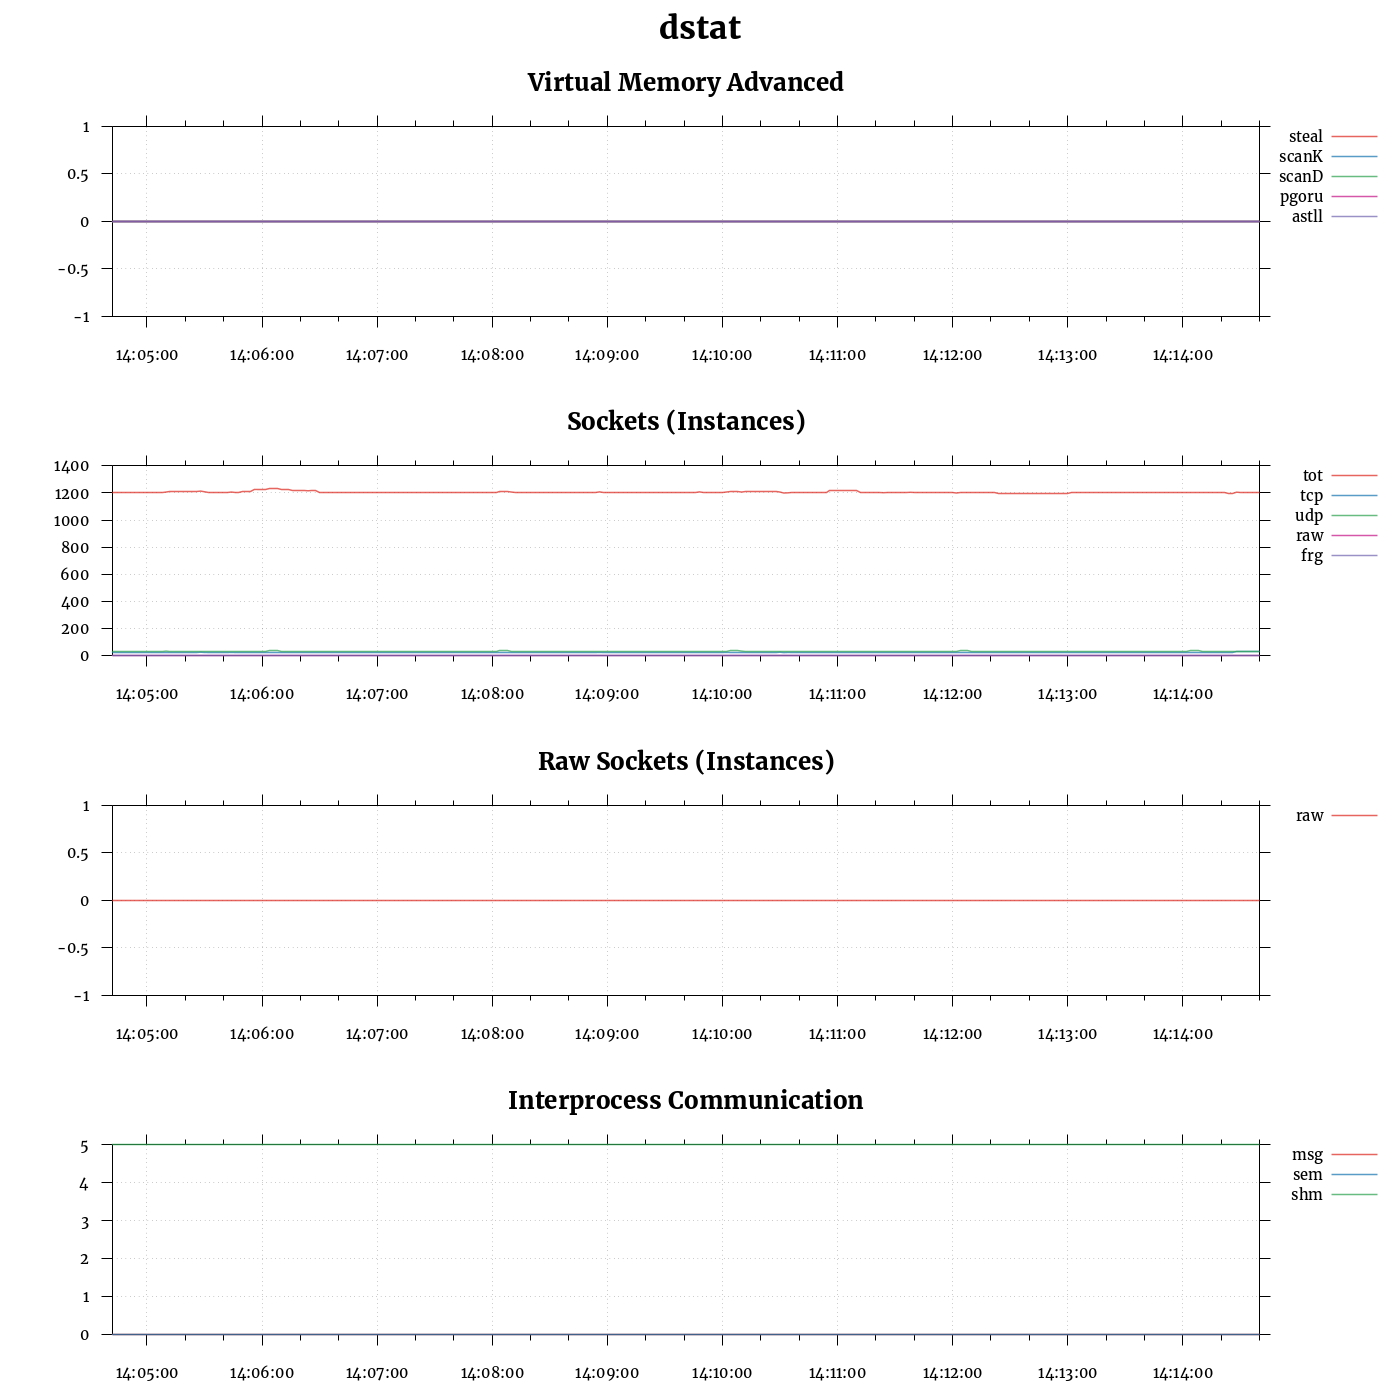 dstat
Virtual Memory Advanced
1
0.5
0
-0.5
-1
14:05:00 14:06:00 14:07:00 14:08:00 14:09:00 14:10:00 14:11:00 14:12:00 14:13:00 14:14:00
steal
scanK
scanD
pgoru
astll
Sockets (Instances)
1400
1200
1000
800
600
400
200
0
14:05:00 14:06:00 14:07:00 14:08:00 14:09:00 14:10:00 14:11:00 14:12:00 14:13:00 14:14:00
tot
tcp
udp
raw
frg
Raw Sockets (Instances)
1
0.5
0
-0.5
-1
14:05:00 14:06:00 14:07:00 14:08:00 14:09:00 14:10:00 14:11:00 14:12:00 14:13:00 14:14:00
raw
Interprocess Communication
5
4
3
2
1
0
14:05:00 14:06:00 14:07:00 14:08:00 14:09:00 14:10:00 14:11:00 14:12:00 14:13:00 14:14:00
msg
sem
shm